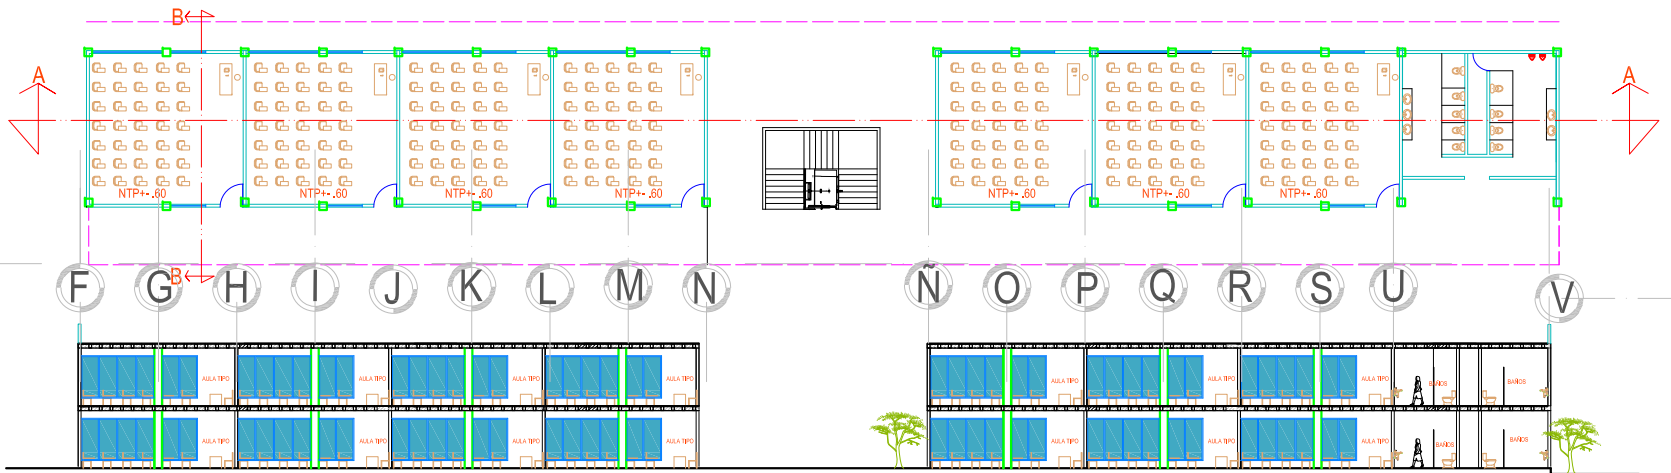 B
A
A
NTP+-.60
NTP+-.60
NTP+-.60
NTP+-.60
NTP+-.60
NTP+-.60
NTP+-.60
B
F
G
H
I
J
K
L
M
N
Ñ
O
P
Q
R
S
U
V
AULA TIPO
AULA TIPO
AULA TIPO
AULA TIPO
AULA TIPO
AULA TIPO
AULA TIPO
BAÑOS
BAÑOS
AULA TIPO
AULA TIPO
AULA TIPO
AULA TIPO
AULA TIPO
AULA TIPO
AULA TIPO
BAÑOS
BAÑOS